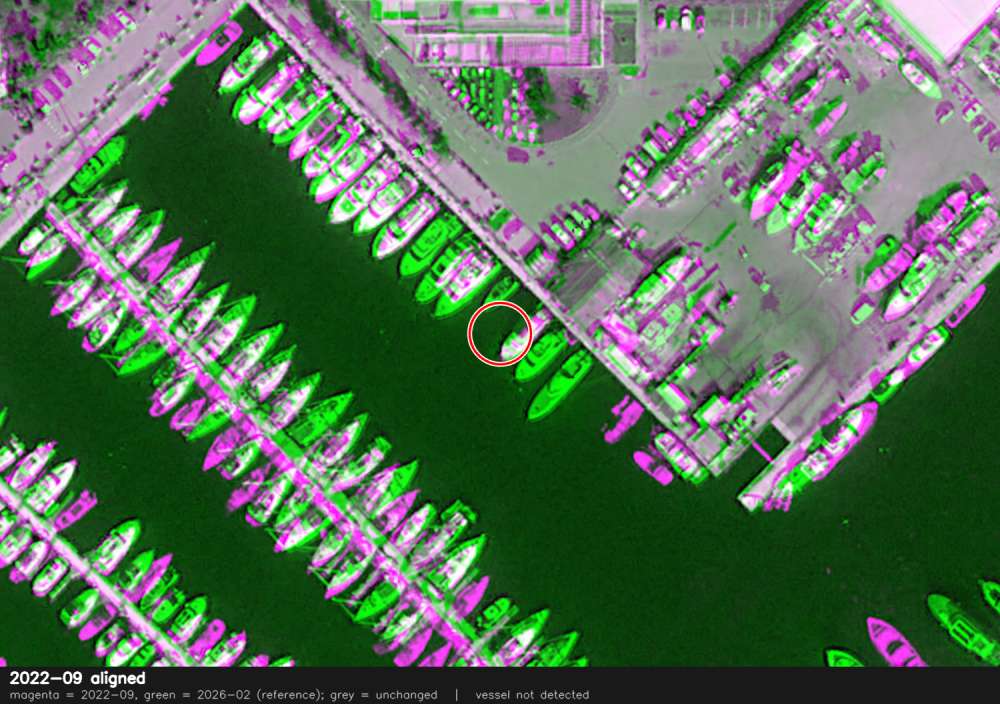 2022-09 aligned
magenta = 2022-09, green = 2026-02 (reference); grey = unchanged | vessel not detected